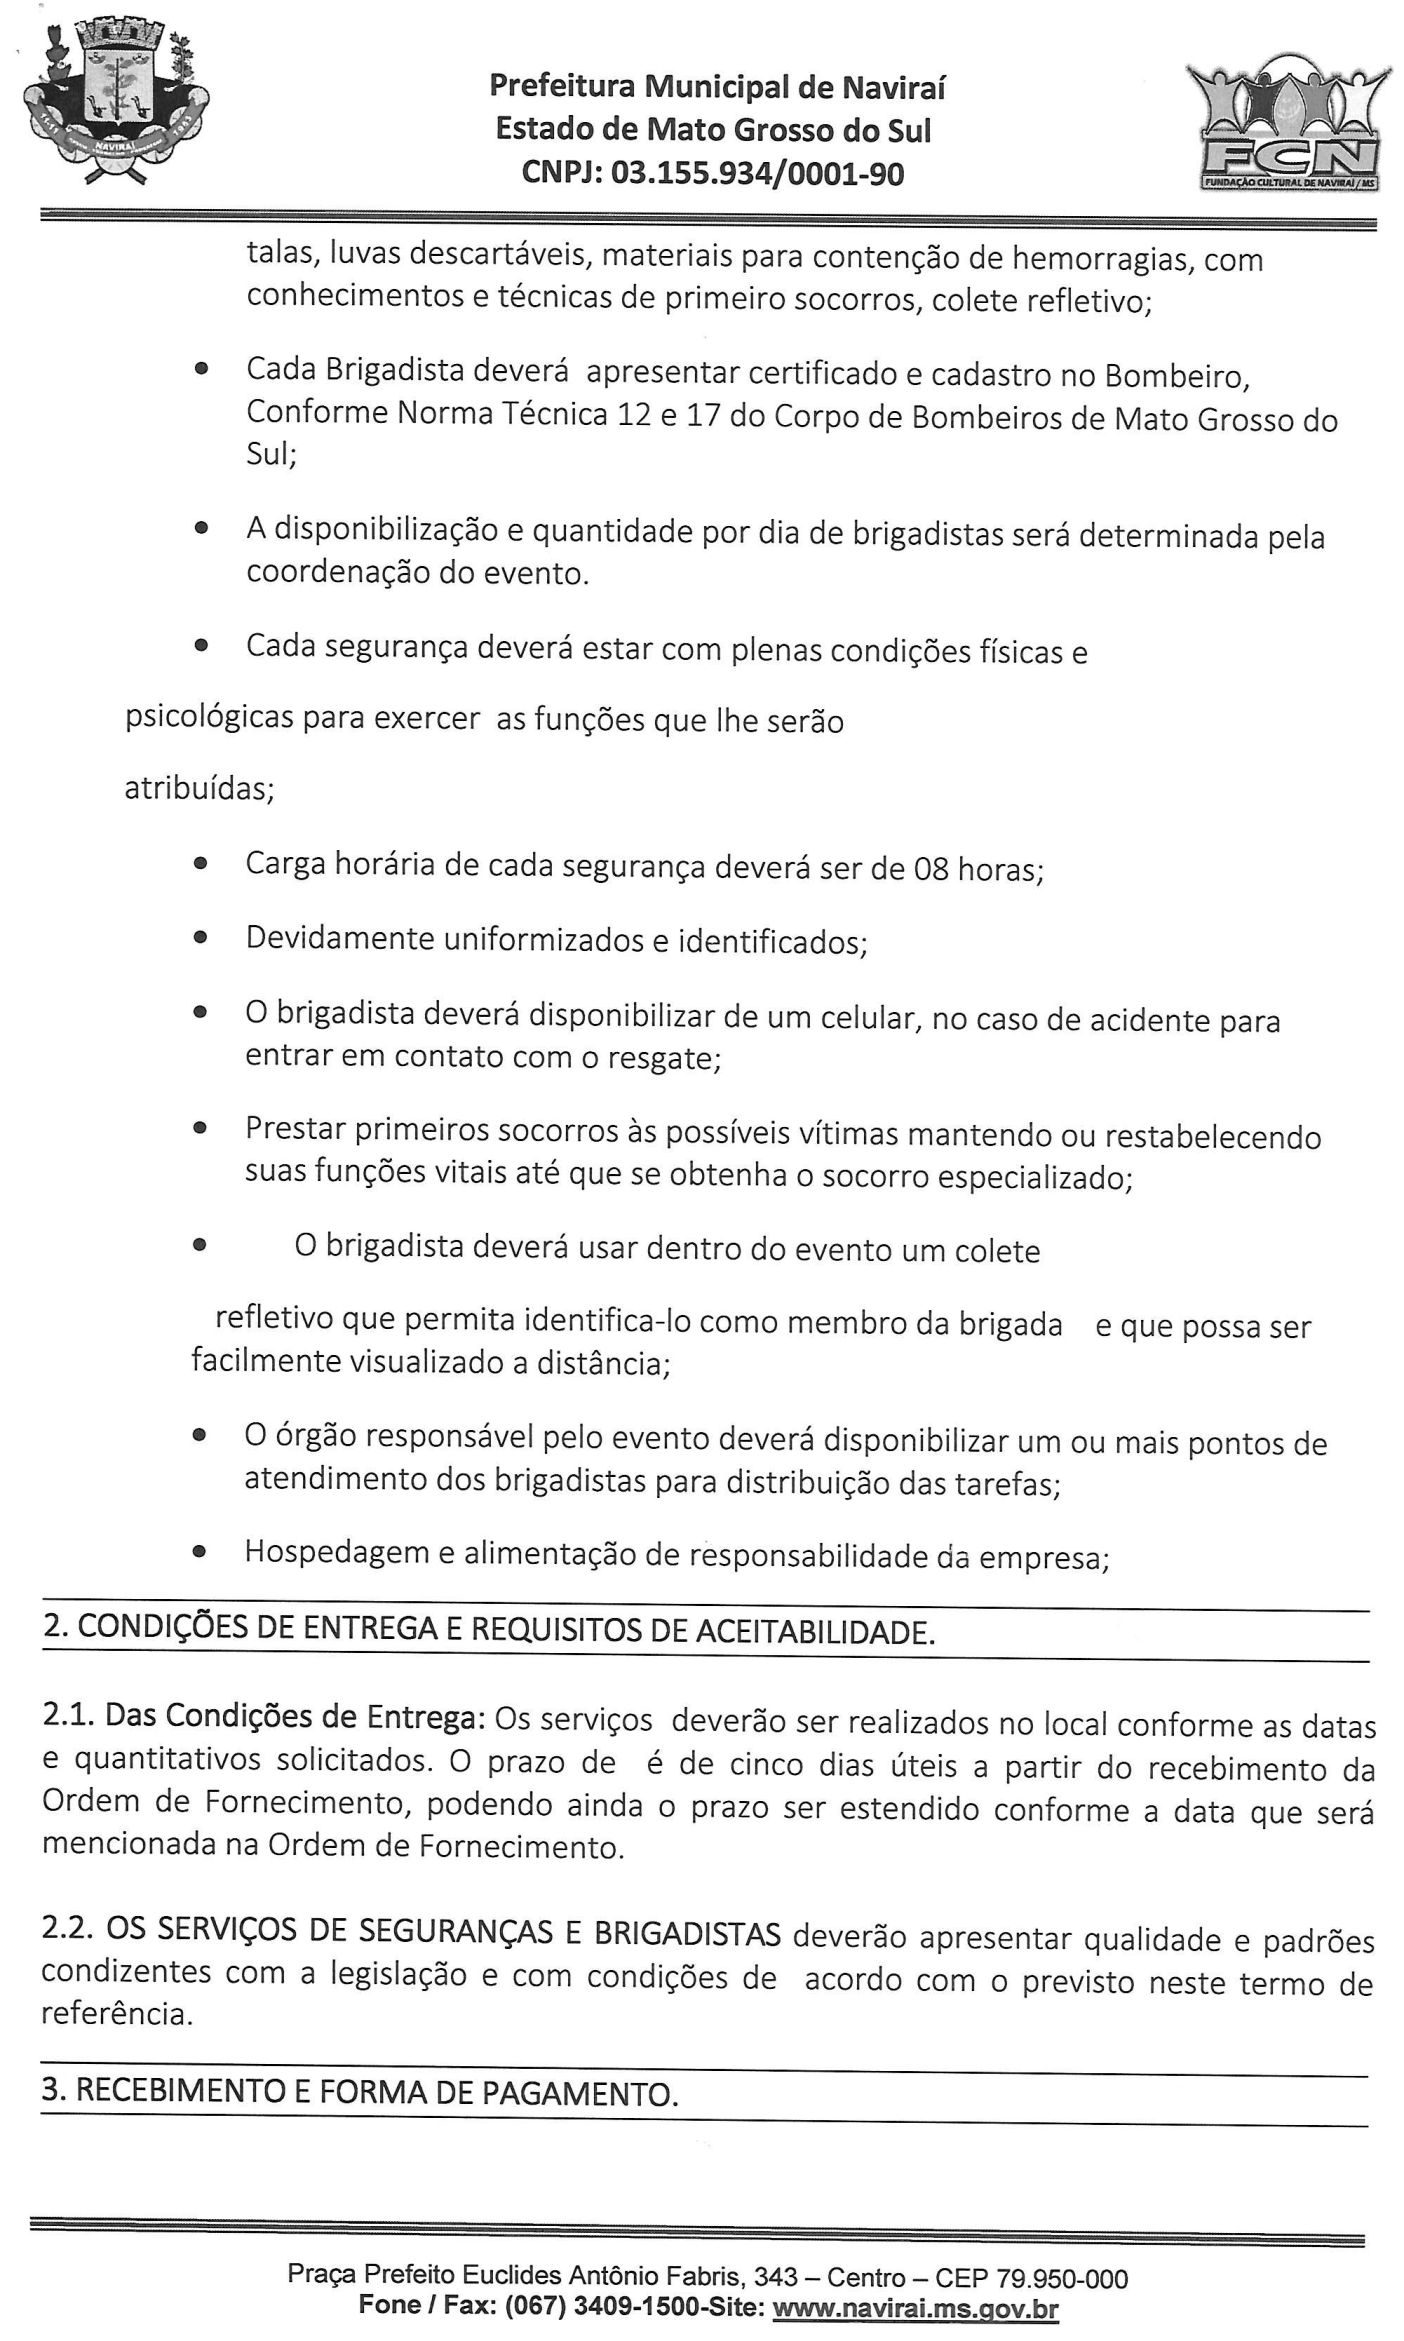 Prefeitura Municipal de Naviraí
Estado de Mato Grosso do Sul
CNPJ: 03.155.934/0001-90
NAVIRAÍ
FCN
FUNDAÇÃO CULTURAL DE NAVIRAÍ / MS
talas, luvas descartáveis, materiais para contenção de hemorragias, com
conhecimentos e técnicas de primeiro socorros, colete refletivo;
• Cada Brigadista deverá apresentar certificado e cadastro no Bombeiro,
Conforme Norma Técnica 12 e 17 do Corpo de Bombeiros de Mato Grosso do
Sul;
• A disponibilização e quantidade por dia de brigadistas será determinada pela
coordenação do evento.
• Cada segurança deverá estar com plenas condições físicas e
psicológicas para exercer as funções que lhe serão
atribuídas;
• Carga horária de cada segurança deverá ser de 08 horas;
• Devidamente uniformizados e identificados;
• O brigadista deverá disponibilizar de um celular, no caso de acidente para
entrar em contato com o resgate;
• Prestar primeiros socorros às possíveis vítimas mantendo ou restabelecendo
suas funções vitais até que se obtenha o socorro especializado;
• O brigadista deverá usar dentro do evento um colete
refletivo que permita identifica-lo como membro da brigada e que possa ser
facilmente visualizado a distância;
• O órgão responsável pelo evento deverá disponibilizar um ou mais pontos de
atendimento dos brigadistas para distribuição das tarefas;
• Hospedagem e alimentação de responsabilidade da empresa;
2. CONDIÇÕES DE ENTREGA E REQUISITOS DE ACEITABILIDADE.
2.1. Das Condições de Entrega: Os serviços deverão ser realizados no local conforme as datas
e quantitativos solicitados. O prazo de é de cinco dias úteis a partir do recebimento da
Ordem de Fornecimento, podendo ainda o prazo ser estendido conforme a data que será
mencionada na Ordem de Fornecimento.
2.2. OS SERVIÇOS DE SEGURANÇAS E BRIGADISTAS deverão apresentar qualidade e padrões
condizentes com a legislação e com condições de acordo com o previsto neste termo de
referência.
3. RECEBIMENTO E FORMA DE PAGAMENTO.
Praça Prefeito Euclides Antônio Fabris, 343 – Centro – CEP 79.950-000
Fone / Fax: (067) 3409-1500-Site: www.navirai.ms.gov.br